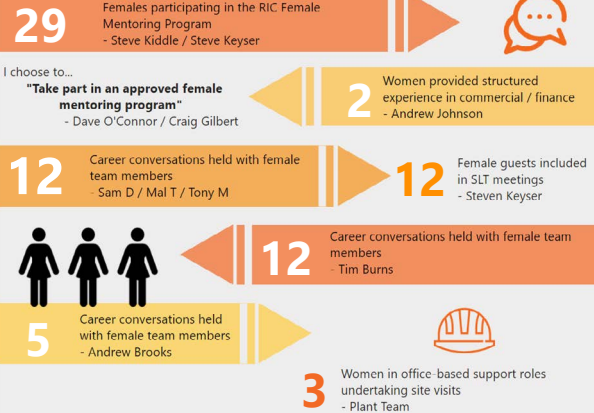 29
Females participating in the RIC Female
Mentoring Program
- Steve Kiddle / Steve Keyser
I choose to...
"Take part in an approved female
mentoring program"
- Dave O'Connor / Craig Gilbert
2
Women provided structured
experience in commercial / finance
- Andrew Johnson
12
Career conversations held with female
team members
- Sam D / Mal T / Tony M
12
Female guests included
in SLT meetings
- Steven Keyser
12
Career conversations held with female team
members
- Tim Burns
5
Career conversations held
with female team members
- Andrew Brooks
3
Women in office-based support roles
undertaking site visits
- Plant Team